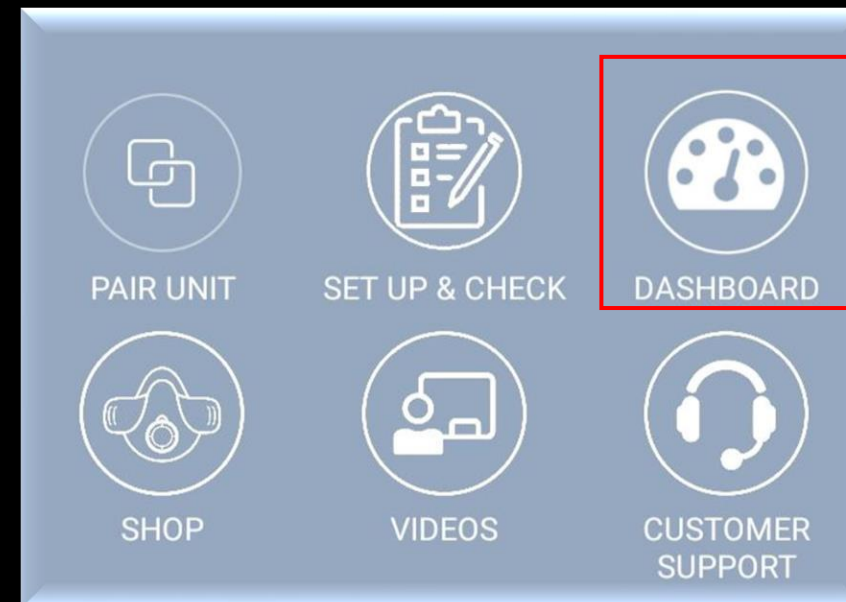 PAIR UNIT
SET UP & CHECK
DASHBOARD
SHOP
VIDEOS
CUSTOMER
SUPPORT